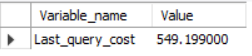 Variable_name Value
Last_query_cost 549.199000